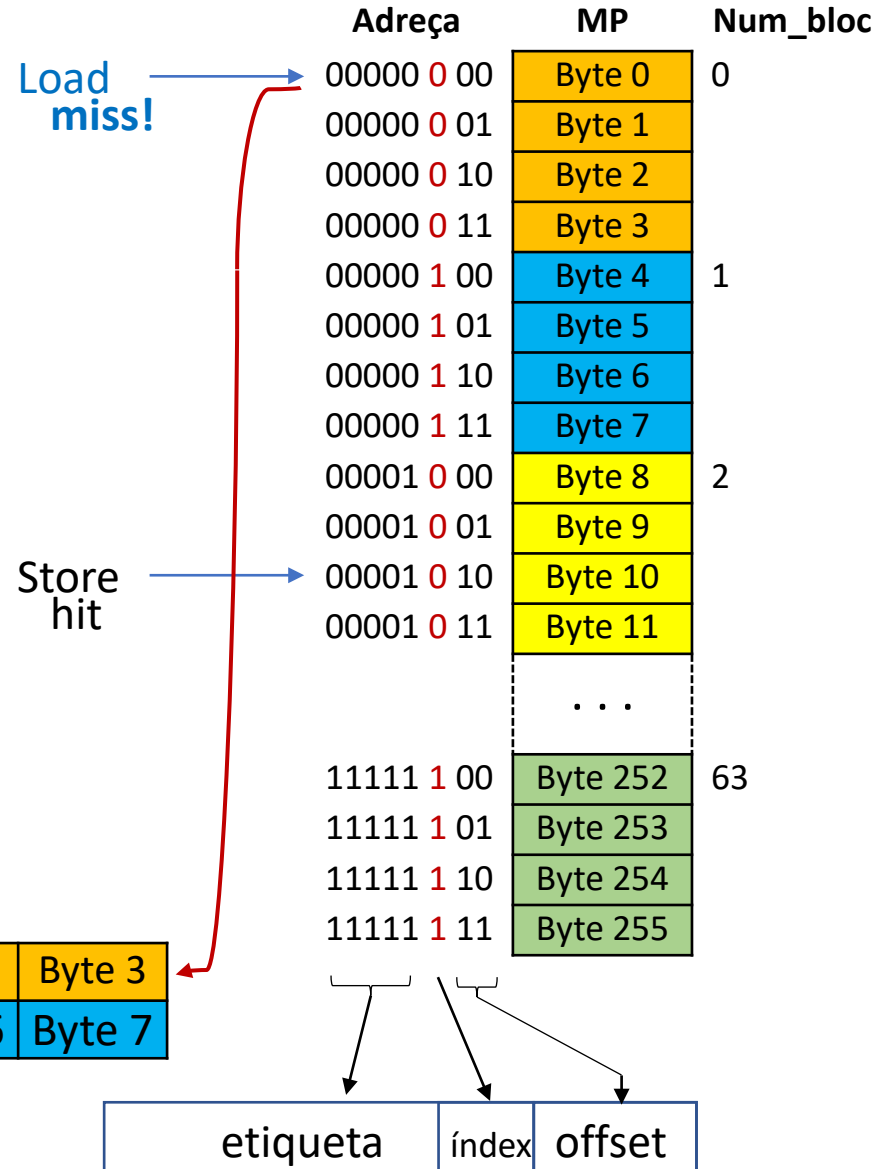 Adreça MP Num_bloc
Load 00000 0 00 Byte 0 0
miss! 00000 0 01 Byte 1
00000 0 10 Byte 2
00000 0 11 Byte 3
00000 1 00 Byte 4 1
00000 1 01 Byte 5
00000 1 10 Byte 6
00000 1 11 Byte 7
00001 0 00 Byte 8 2
00001 0 01 Byte 9
Store 00001 0 10 Byte 10
hit 00001 0 11 Byte 11
. . .
11111 1 00 Byte 252 63
11111 1 01 Byte 253
11111 1 10 Byte 254
11111 1 11 Byte 255
Byte 3
Byte 7
etiqueta índex offset